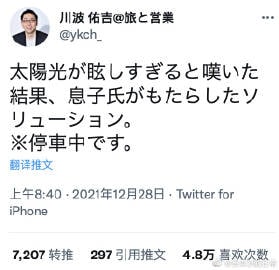 川波 佑吉@旅と営業
@ykch_
太陽光が眩しすぎると嘆いた
結果、息子氏がもたらしたソ
リューション。
※停車中です。
翻译推文
上午8:40 · 2021年12月28日 · Twitter for
iPhone
7,207 转推 297 引用推文 4.8万 喜欢次数